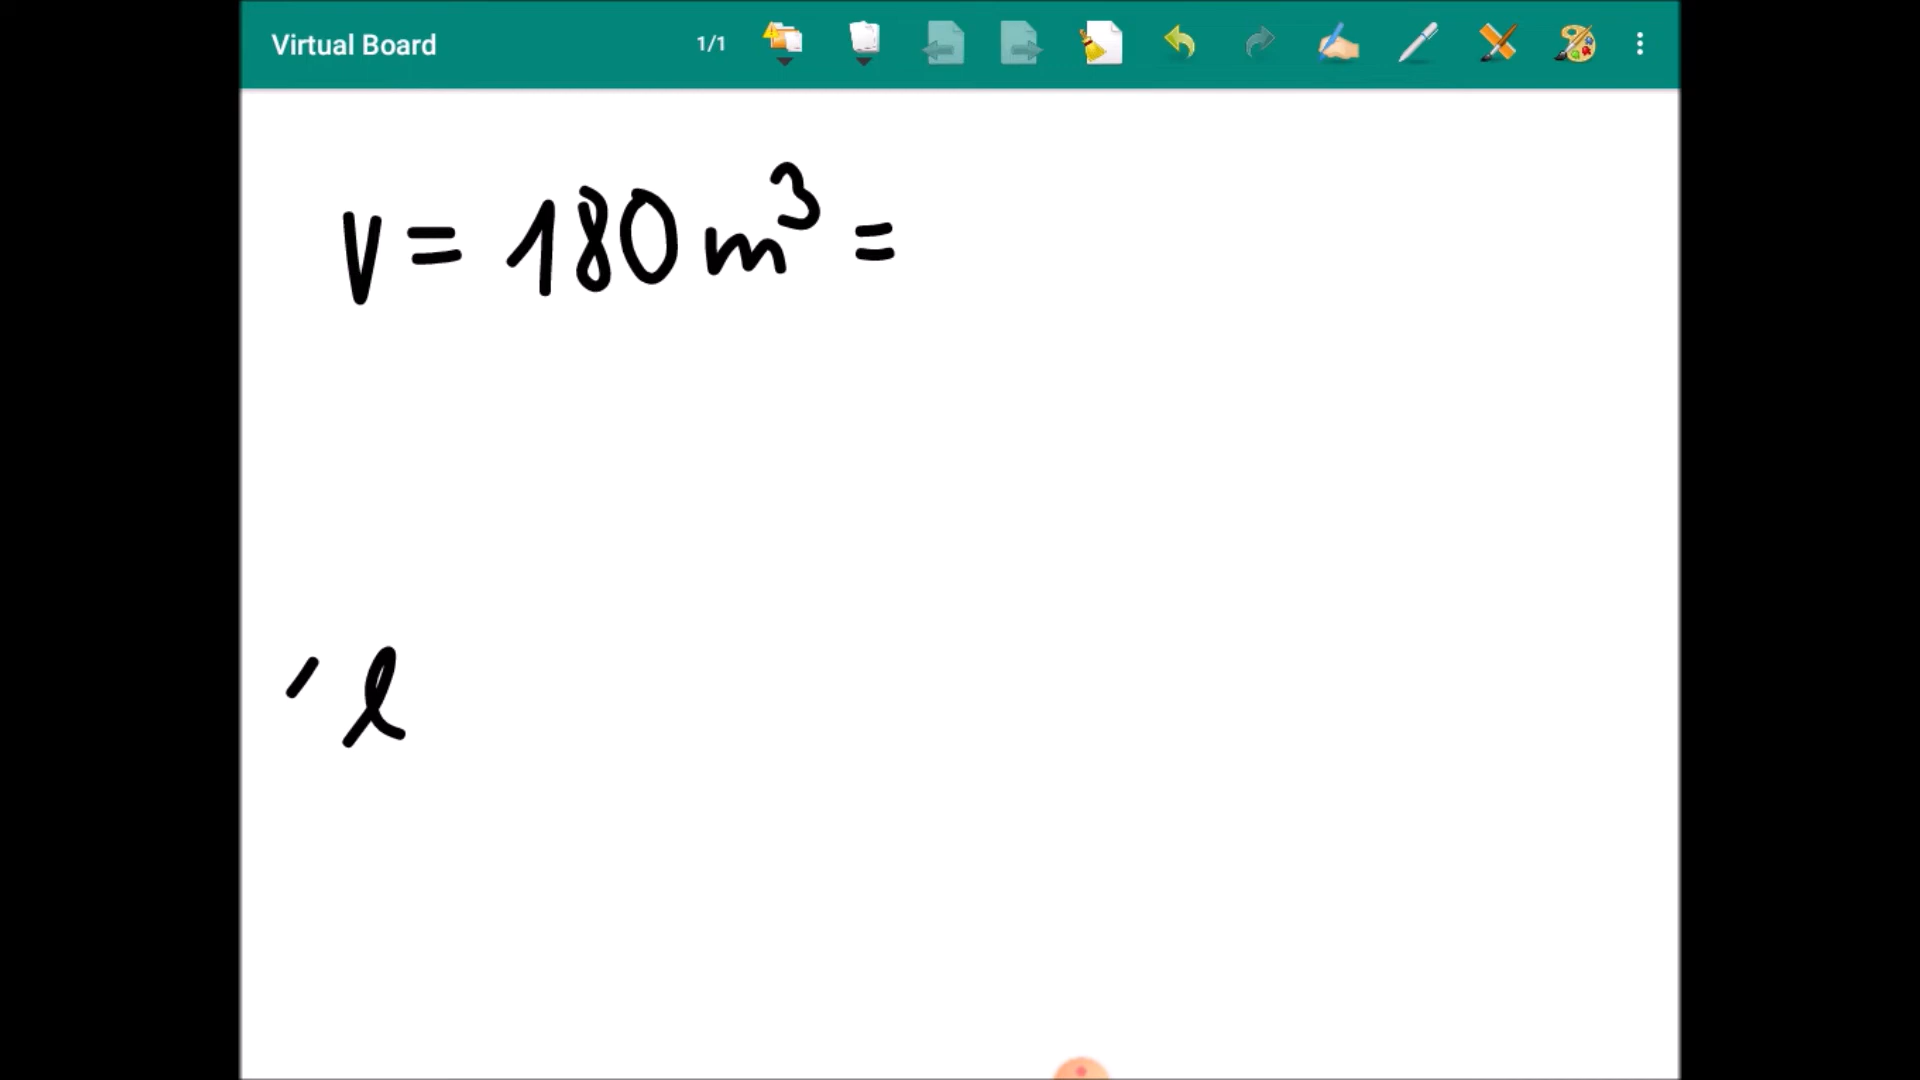 Virtual Board 1/1
V = 180 m³ =
l